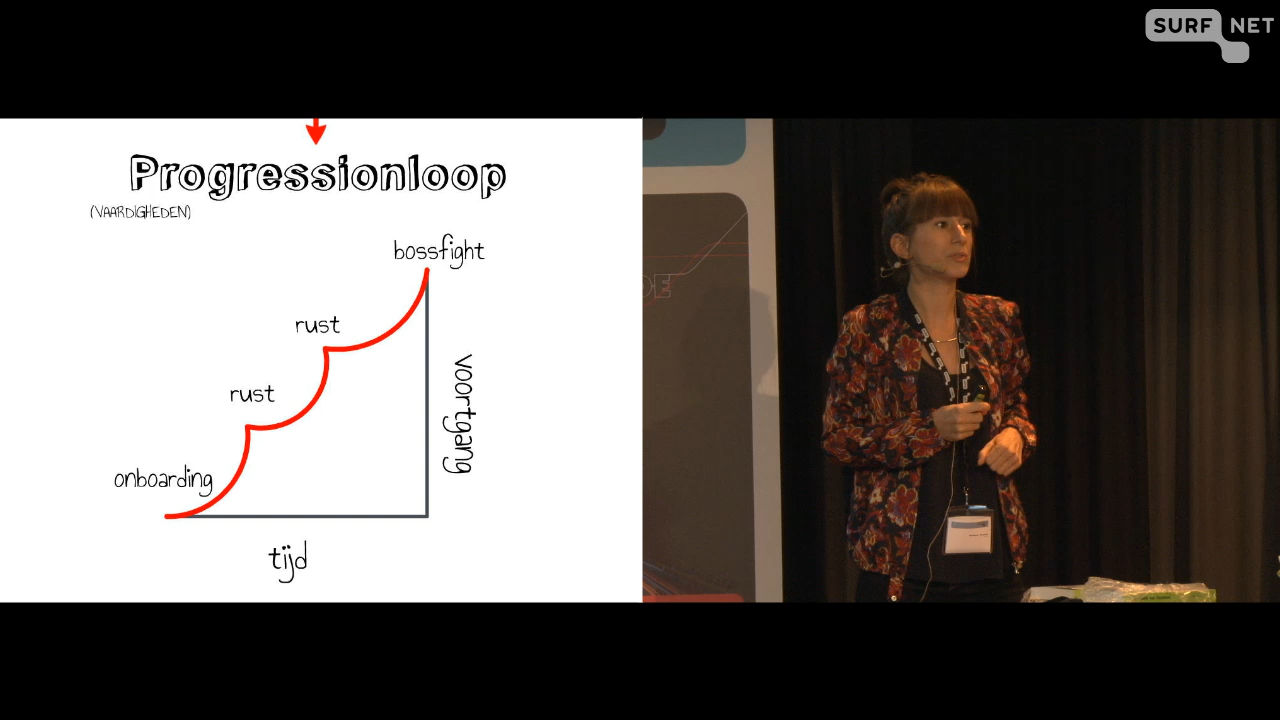 SURF NET
Progressionloop
(VAARDIGHEDEN)
bossfight
rust
rust
onboarding
voortgang
tijd